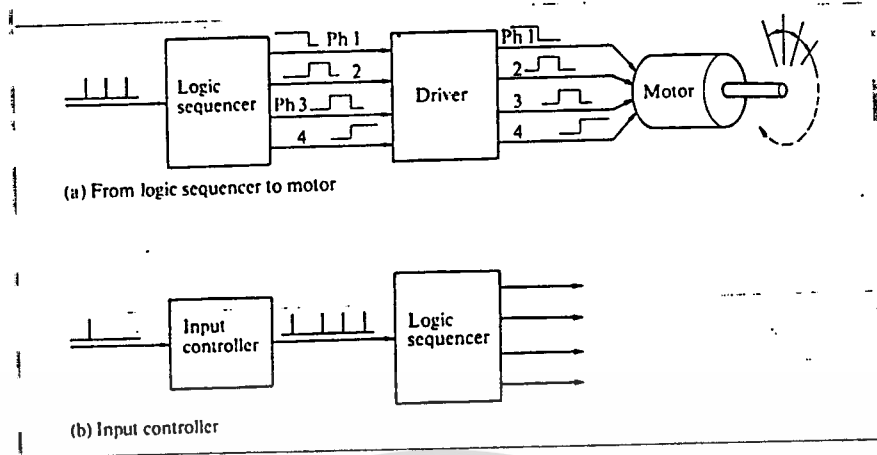 Ph 1
2
Ph 3
4
Logic
sequencer
Driver
Ph 1
2
3
4
Motor
(a) From logic sequencer to motor
Input
controller
Logic
sequencer
(b) Input controller